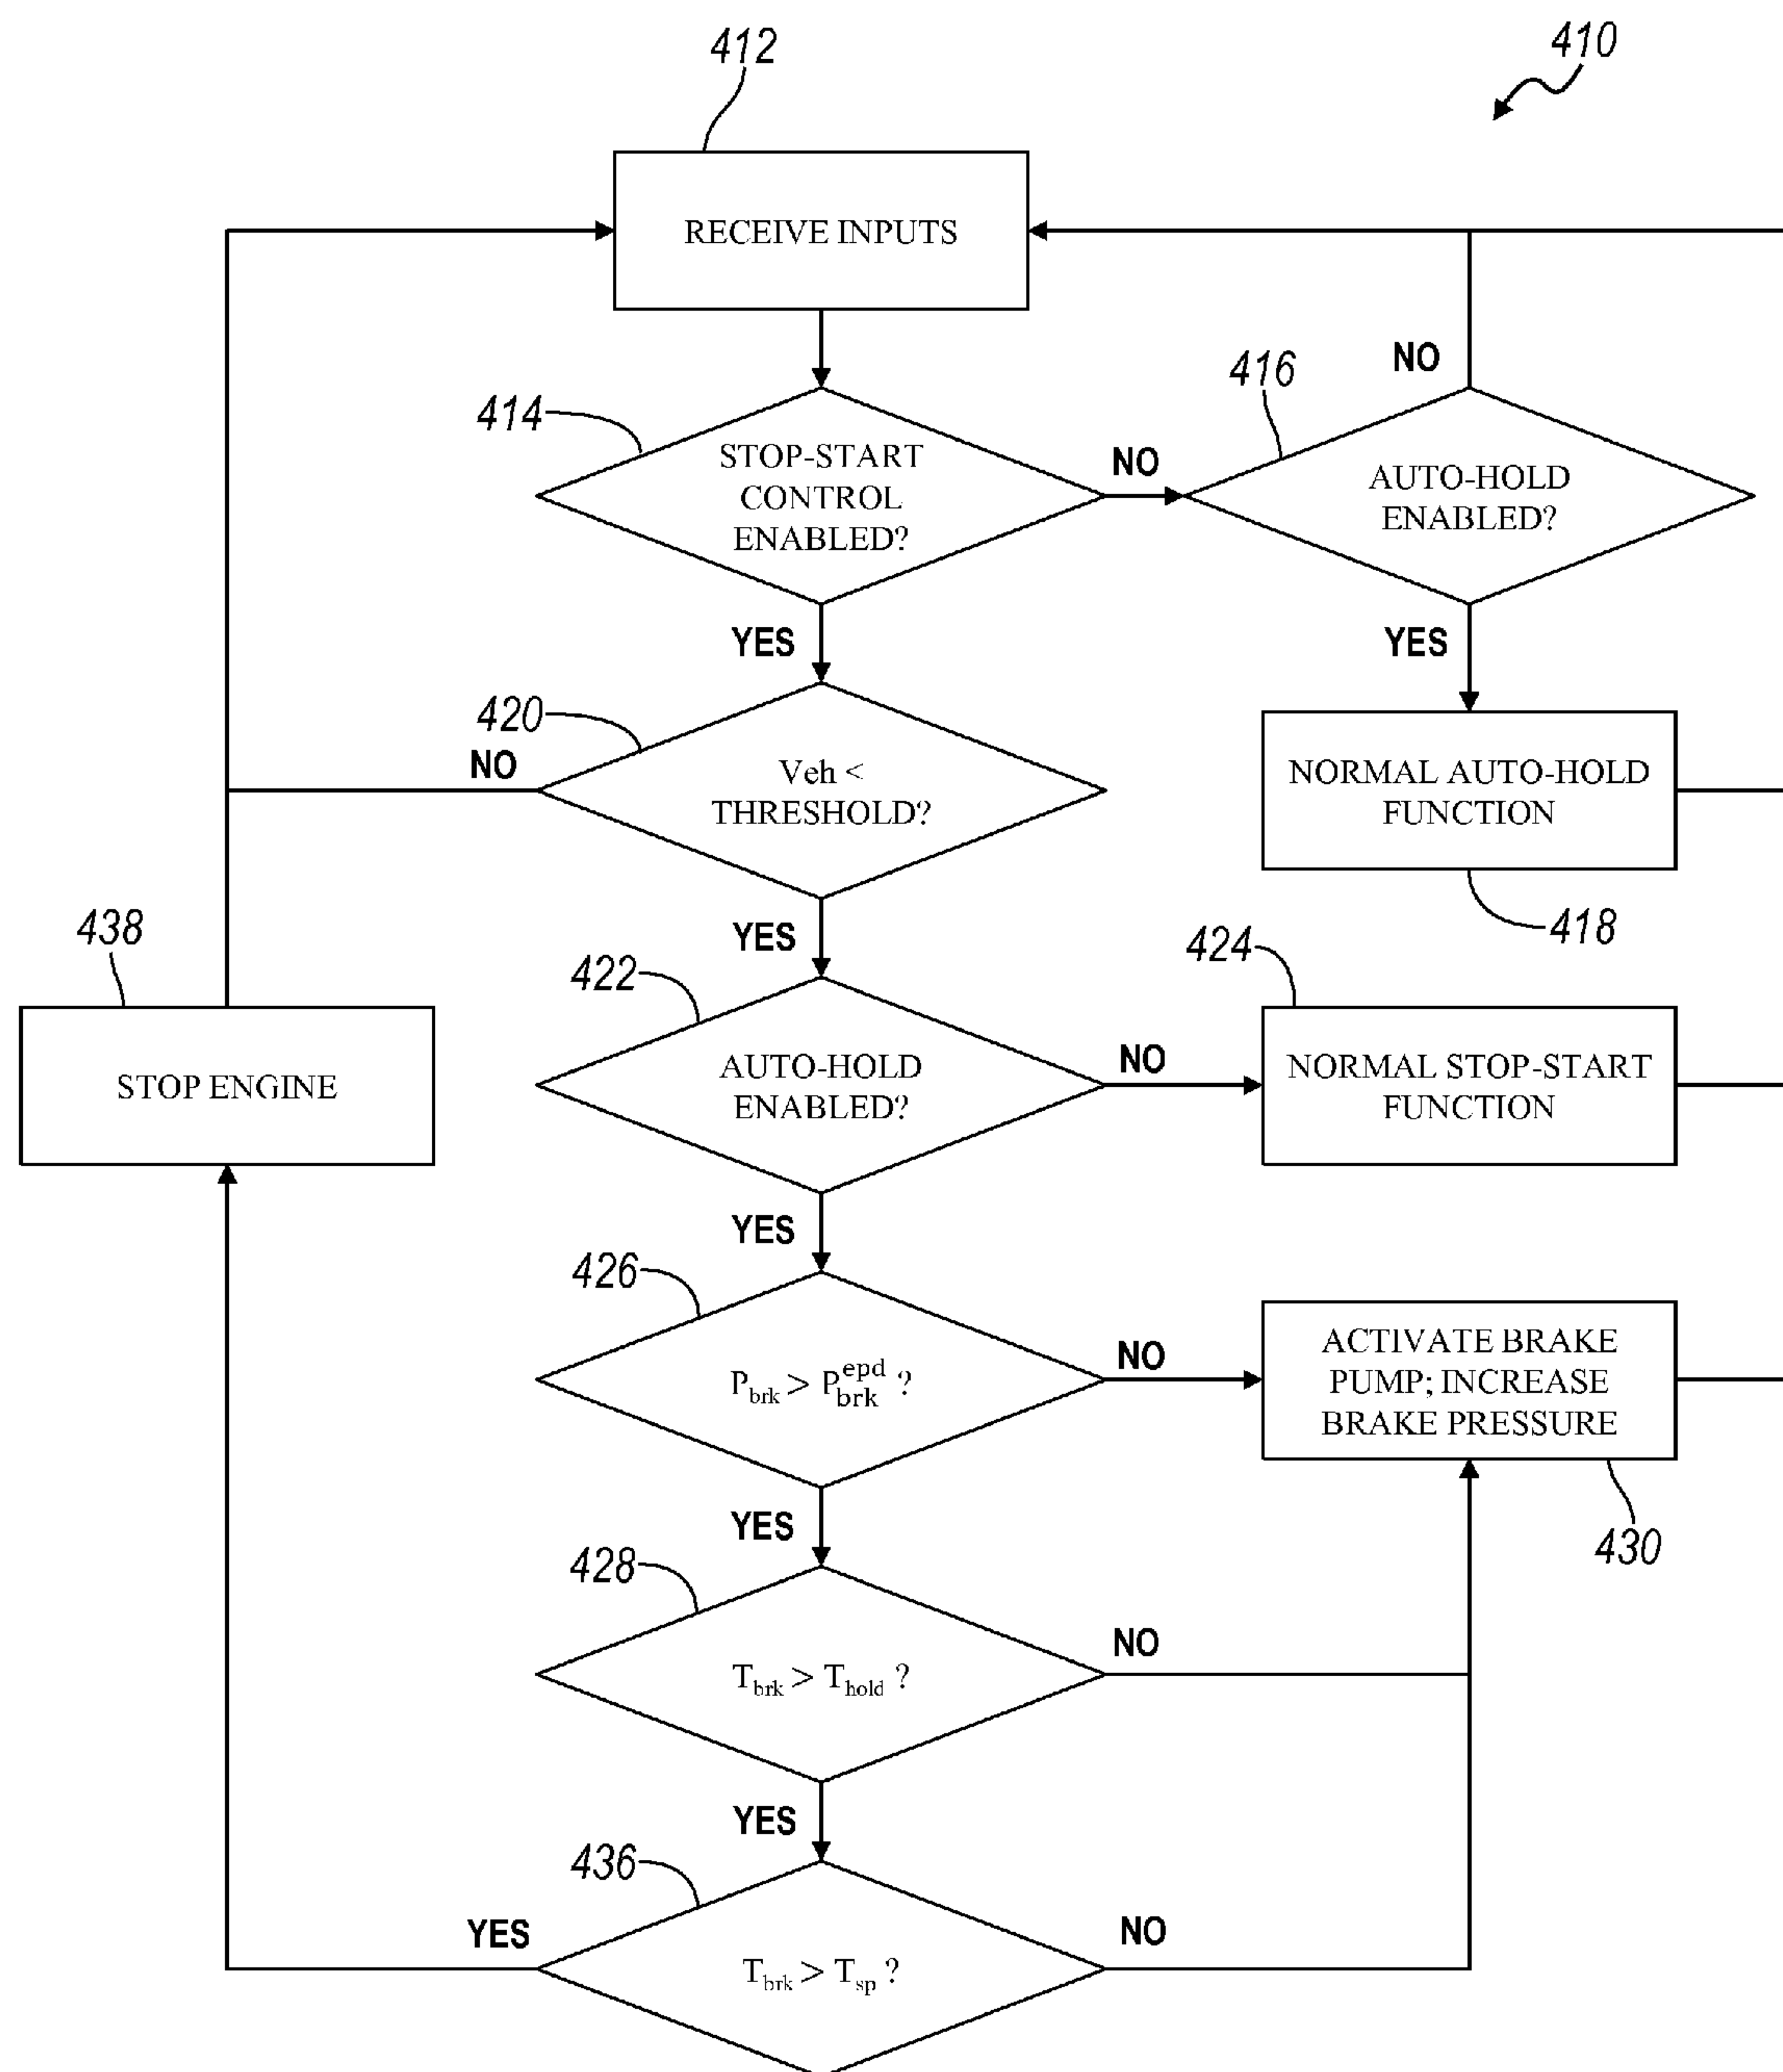 412
410
RECEIVE INPUTS
414
STOP-START
CONTROL
ENABLED?
NO
416
NO
AUTO-HOLD
ENABLED?
YES
YES
420
NO
Veh <
THRESHOLD?
NORMAL AUTO-HOLD
FUNCTION
418
438
STOP ENGINE
YES
422
AUTO-HOLD
ENABLED?
NO
424
NORMAL STOP-START
FUNCTION
YES
426
P_brk > P_brk^epd ?
NO
ACTIVATE BRAKE
PUMP; INCREASE
BRAKE PRESSURE
430
YES
428
T_brk > T_hold ?
NO
YES
436
YES
T_brk > T_sp ?
NO